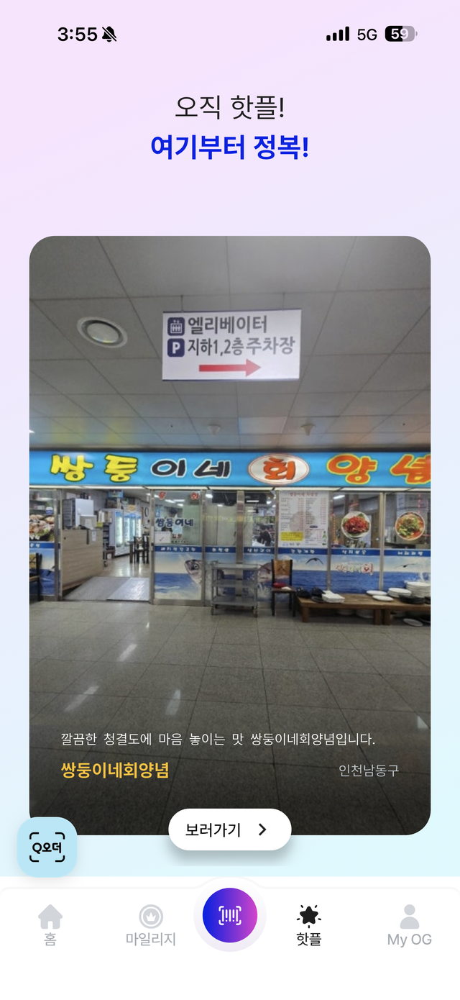 3:55
5G
59
오직 핫플!
여기부터 정복!
엘리베이터
P 지하1,2층 주차장
쌍둥이네 회 양념
쌍둥이네
깔끔한 청결도에 마음 놓이는 맛 쌍둥이네회양념입니다.
쌍둥이네회양념
인천남동구
보러가기
Q오더
홈
마일리지
핫플
My OG